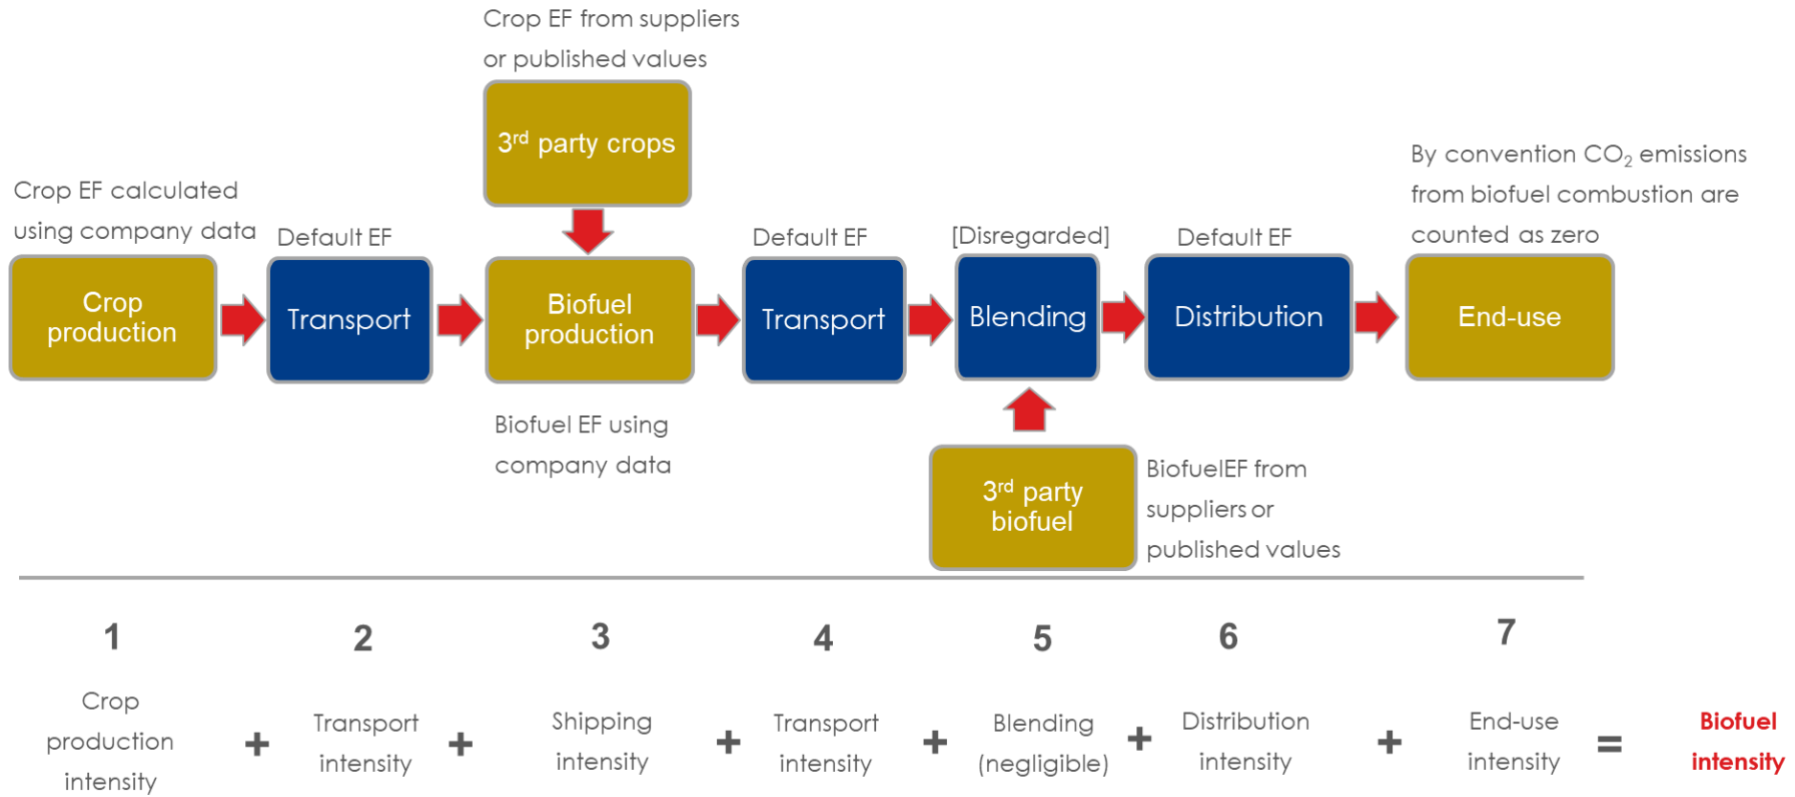 Crop EF from suppliers
or published values
3rd party crops
By convention CO2 emissions
from biofuel combustion are
counted as zero
Crop EF calculated
using company data
Default EF
Default EF
[Disregarded]
Default EF
Crop
production
Transport
Biofuel
production
Transport
Blending
Distribution
End-use
Biofuel EF using
company data
3rd party
biofuel
BiofuelEF from
suppliers or
published values
1
2
3
4
5
6
7
Crop
production
intensity
+
Transport
intensity
+
Shipping
intensity
+
Transport
intensity
+
Blending
(negligible)
+
Distribution
intensity
+
End-use
intensity
=
Biofuel
intensity